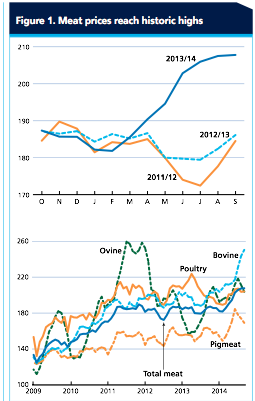 Figure 1. Meat prices reach historic highs
210
2013/14
200
190
2012/13
180
2011/12
170
O N D J F M A M J J A S
260
Ovine
Bovine
220
Poultry
180
140
Pigmeat
Total meat
100
2009 2010 2011 2012 2013 2014